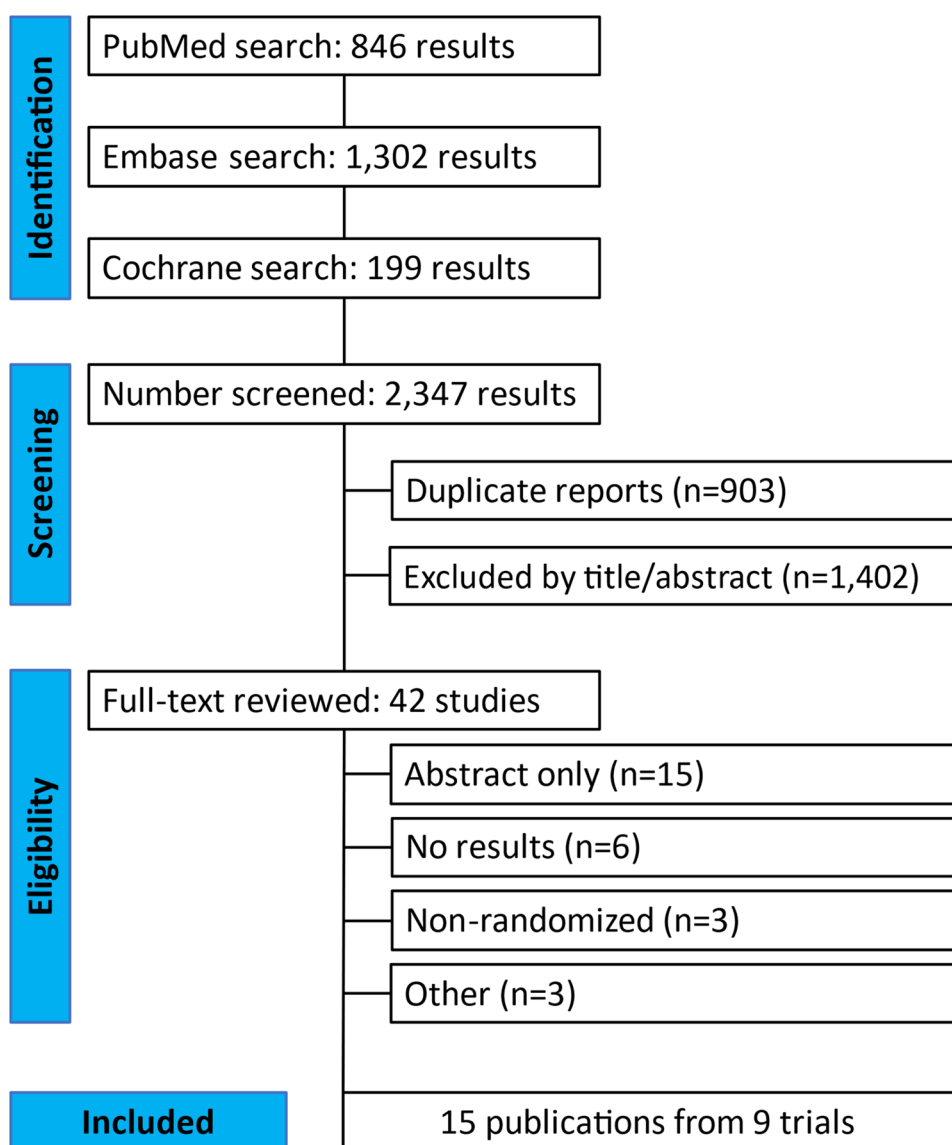 Identification
PubMed search: 846 results
Embase search: 1,302 results
Cochrane search: 199 results
Screening
Number screened: 2,347 results
Duplicate reports (n=903)
Excluded by title/abstract (n=1,402)
Eligibility
Full-text reviewed: 42 studies
Abstract only (n=15)
No results (n=6)
Non-randomized (n=3)
Other (n=3)
Included
15 publications from 9 trials